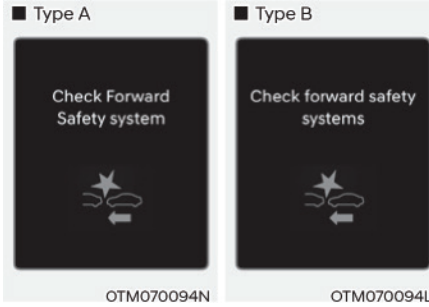 ■ Type A
Check Forward
Safety system
OTM070094N
■ Type B
Check forward safety
systems
OTM070094L